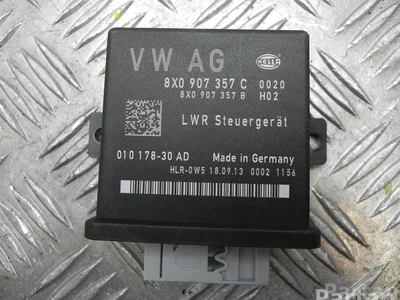 VW AG
HELLA
8X0 907 357 C 0020
8X0 907 357 B H02
LWR Steuergerät
010 178-30 AD Made in Germany
HLR-0W5 18.09.13 0002 1156